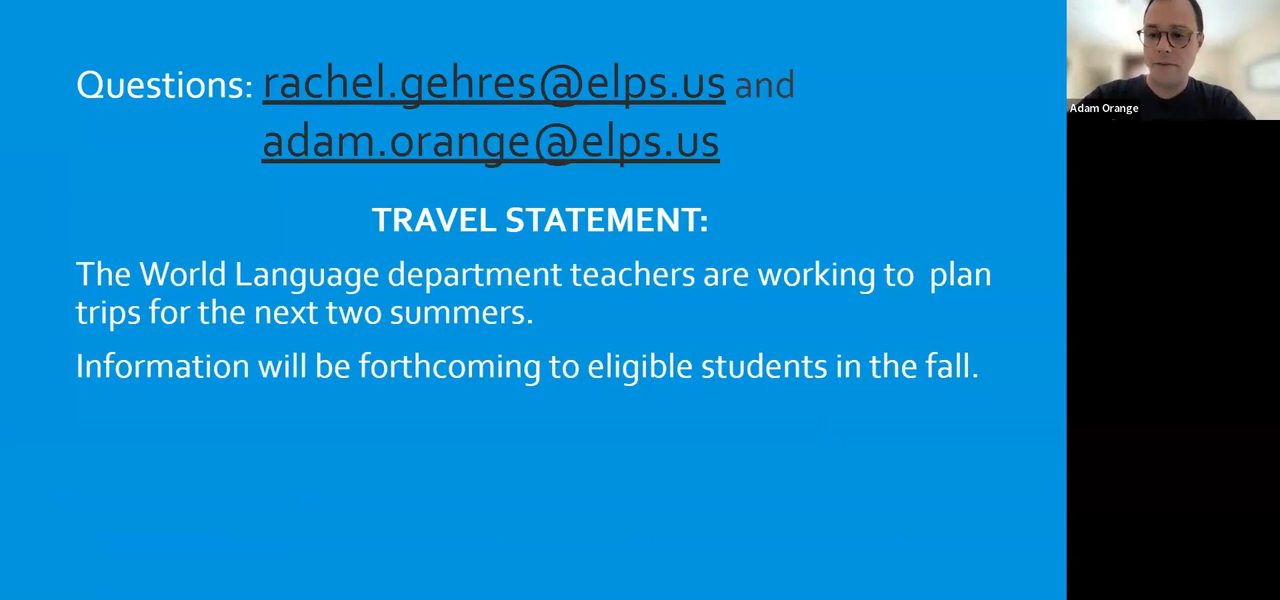 Questions: rachel.gehres@elps.us and
adam.orange@elps.us
TRAVEL STATEMENT:
The World Language department teachers are working to  plan
trips for the next two summers.
Information will be forthcoming to eligible students in the fall.
Adam Orange